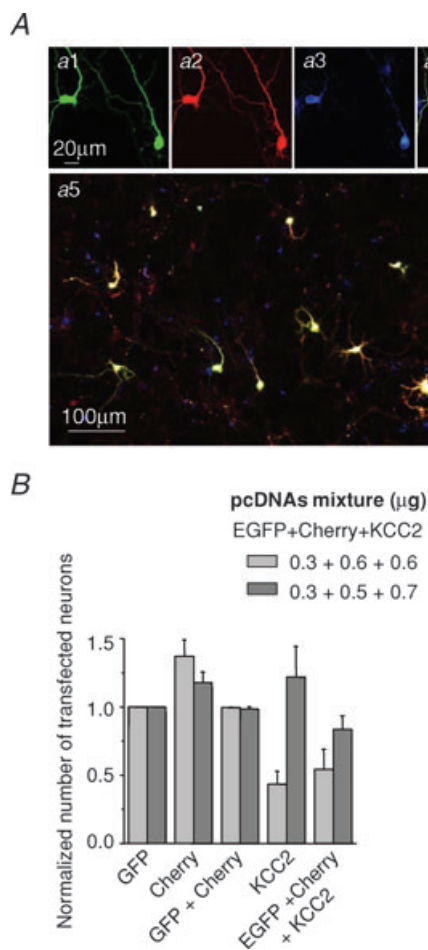 A
a1
a2
a3
20µm
a5
100µm
B
pcDNAs mixture (µg)
EGFP+Cherry+KCC2
0.3 + 0.6 + 0.6
0.3 + 0.5 + 0.7
Normalized number of transfected neurons
1.5
1.0
0.5
0.0
GFP
Cherry
GFP + Cherry
KCC2
EGFP +Cherry
+ KCC2